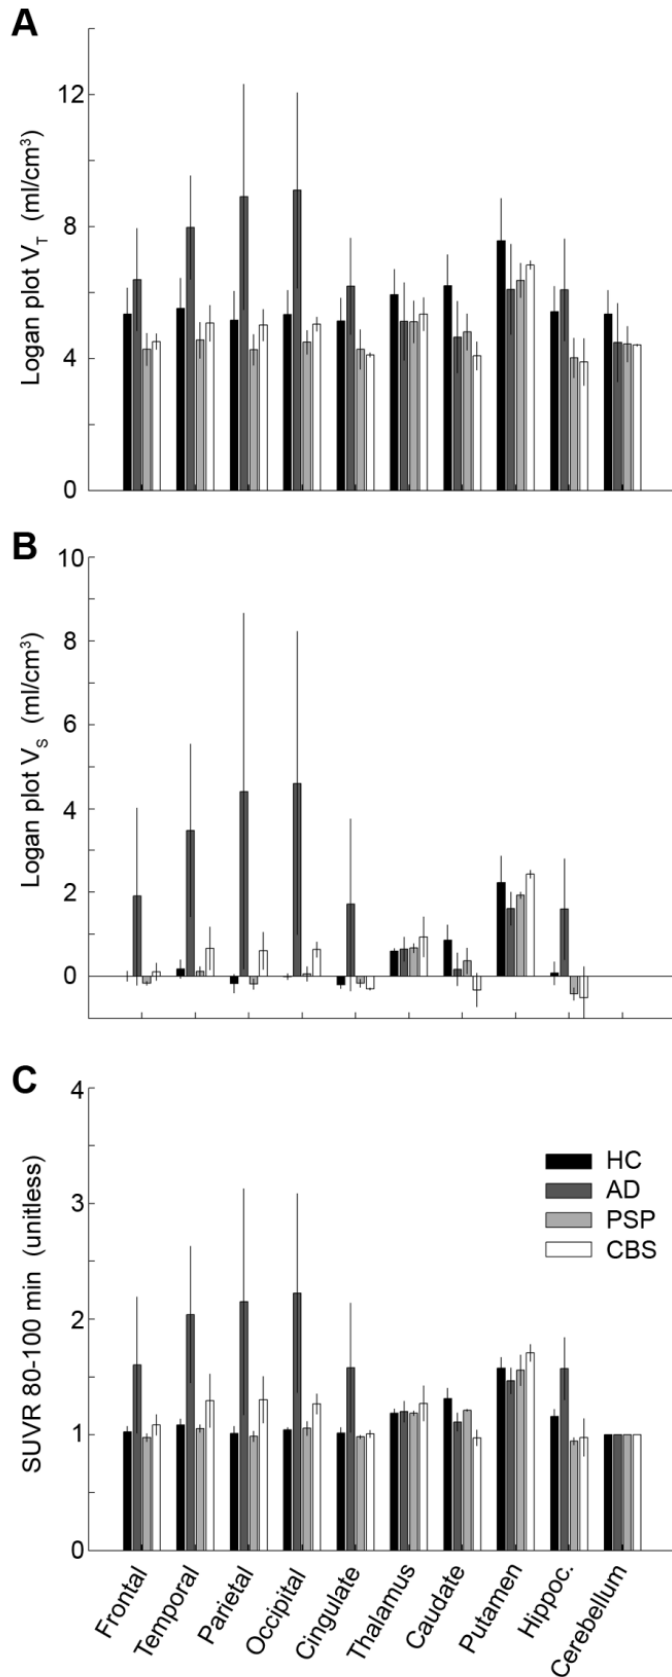 A
Logan plot V_T (ml/cm³)
12
8
4
0
B
Logan plot V_S (ml/cm³)
10
8
6
4
2
0
C
SUVR 80-100 min (unitless)
4
3
2
1
0
HC
AD
PSP
CBS
Frontal
Temporal
Parietal
Occipital
Cingulate
Thalamus
Caudate
Putamen
Hippoc.
Cerebellum